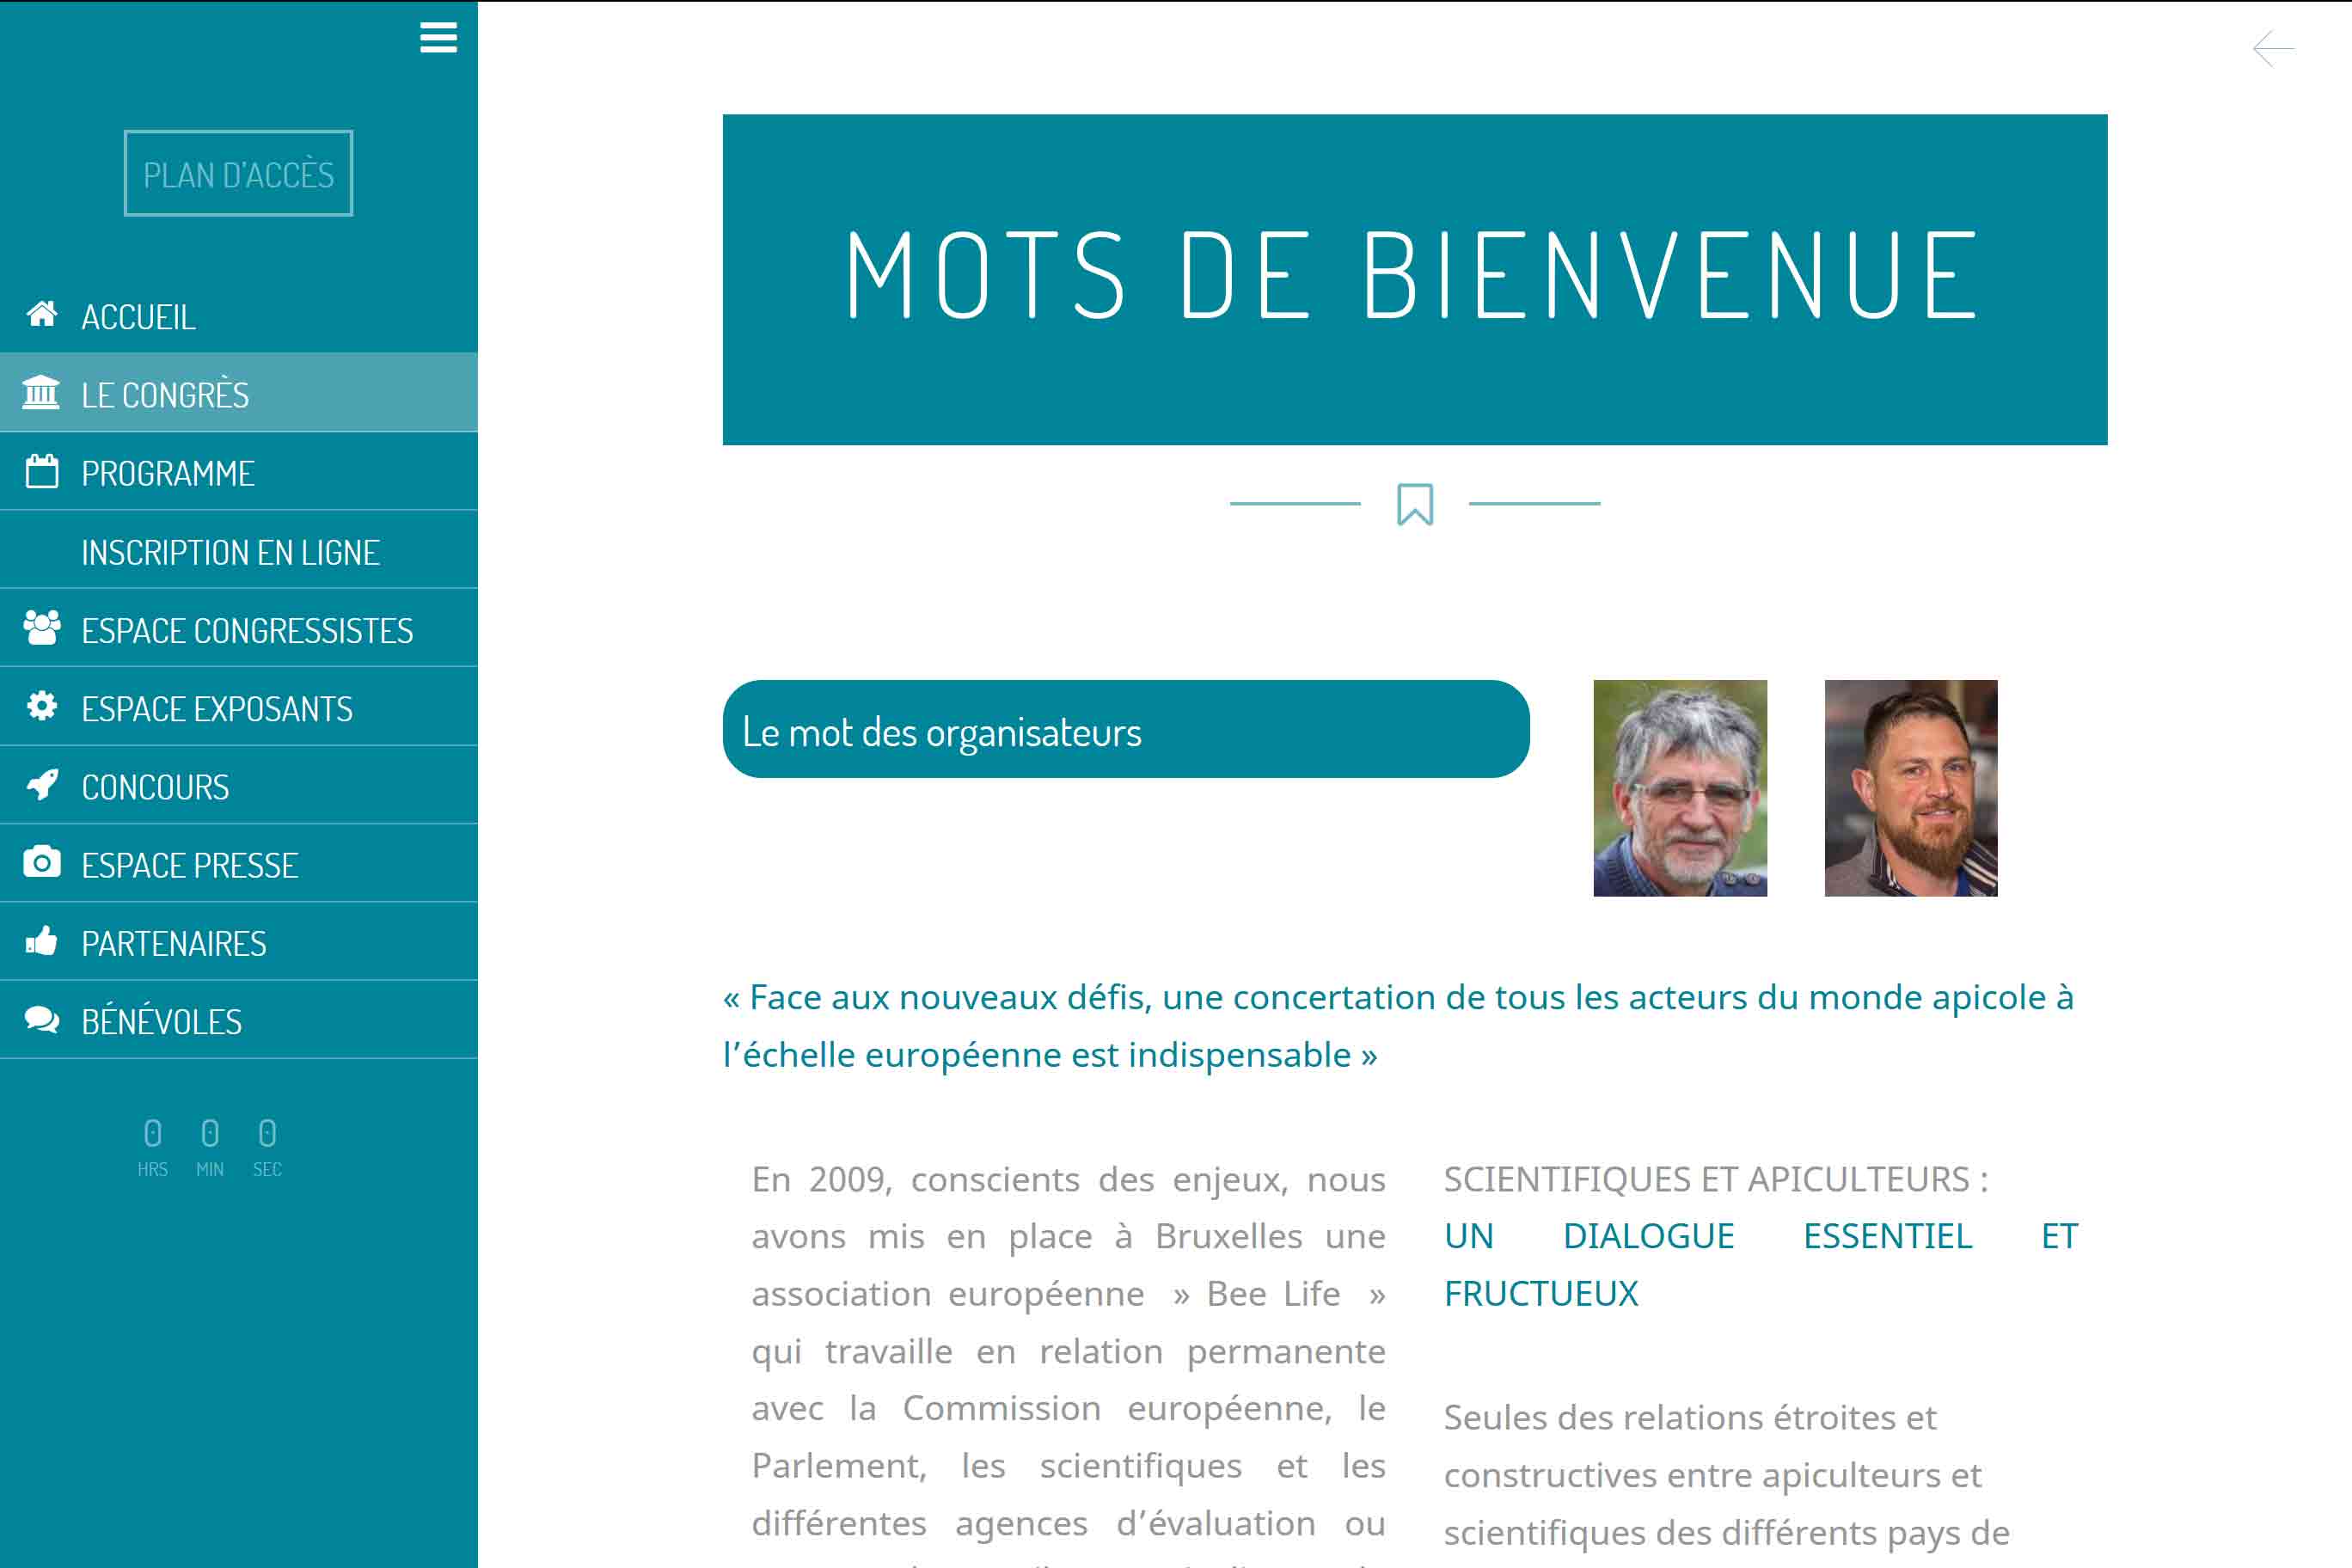 PLAN D’ACCÈS
ACCUEIL
LE CONGRÈS
PROGRAMME
INSCRIPTION EN LIGNE
ESPACE CONGRESSISTES
ESPACE EXPOSANTS
CONCOURS
ESPACE PRESSE
PARTENAIRES
BÉNÉVOLES
0 0 0
HRS MIN SEC
MOTS DE BIENVENUE
Le mot des organisateurs
« Face aux nouveaux défis, une concertation de tous les acteurs du monde apicole à
l’échelle européenne est indispensable »
En 2009, conscients des enjeux, nous
avons mis en place à Bruxelles une
association européenne » Bee Life »
qui travaille en relation permanente
avec la Commission européenne, le
Parlement, les scientifiques et les
différentes agences d’évaluation ou
SCIENTIFIQUES ET APICULTEURS :
UN DIALOGUE ESSENTIEL ET
FRUCTUEUX
Seules des relations étroites et
constructives entre apiculteurs et
scientifiques des différents pays de